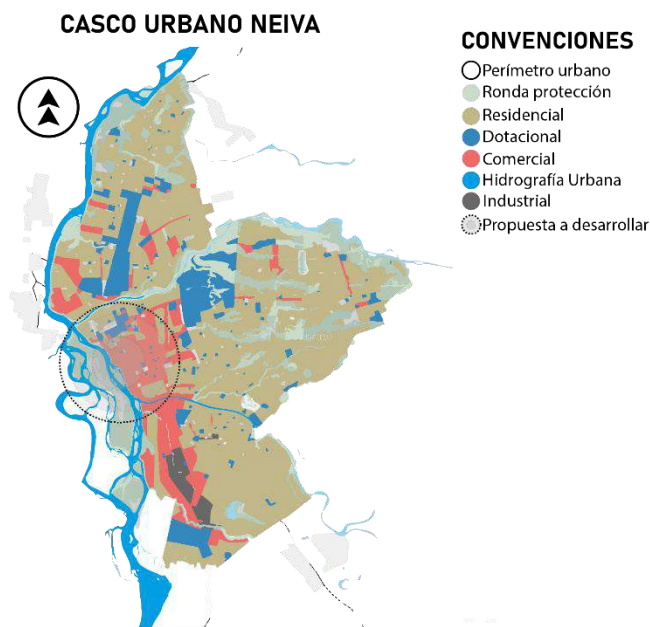 CASCO URBANO NEIVA
CONVENCIONES
Perímetro urbano
Ronda protección
Residencial
Dotacional
Comercial
Hidrografía Urbana
Industrial
Propuesta a desarrollar